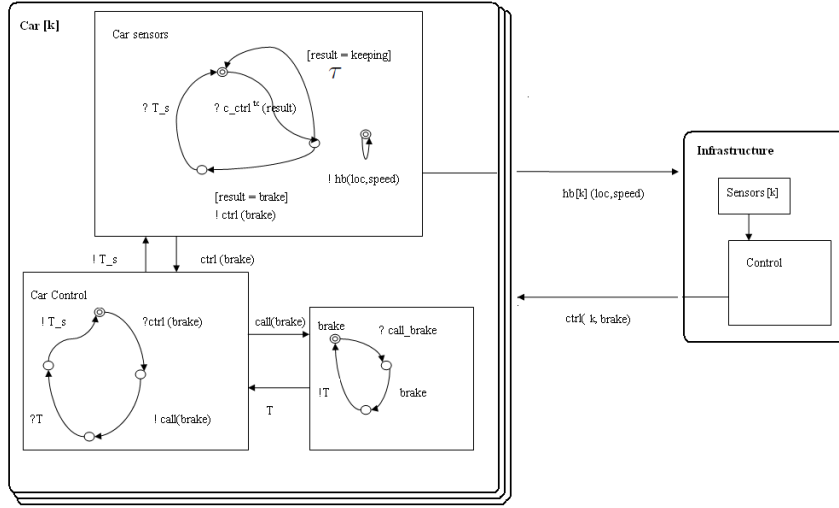 Car [k]
Car sensors
[result = keeping]
τ
? T_s
? c_ctrl tc (result)
! hb(loc,speed)
[result = brake]
! ctrl (brake)
Infrastructure
Sensors [k]
Control
hb[k] (loc,speed)
ctrl( k, brake)
! T_s
ctrl (brake)
Car Control
! T_s
?ctrl (brake)
?T
! call(brake)
call(brake)
T
brake
? call_brake
!T
brake